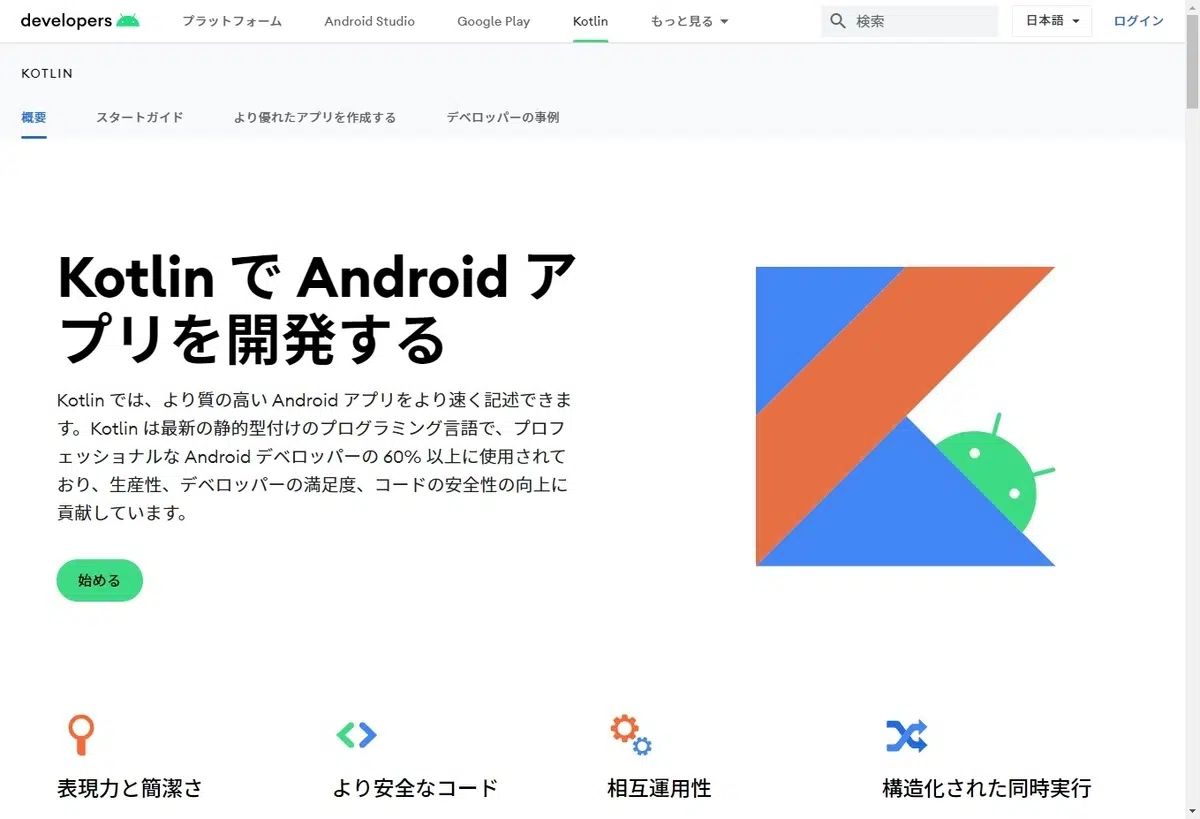 developers プラットフォーム Android Studio Google Play Kotlin もっと見る 検索 日本語 ログイン
KOTLIN
概要 スタートガイド より優れたアプリを作成する デベロッパーの事例
Kotlin で Android ア
プリを開発する
Kotlin では、より質の高い Android アプリをより速く記述できま
す。Kotlin は最新の静的型付けのプログラミング言語で、プロフ
ェッショナルな Android デベロッパーの 60% 以上に使用されて
おり、生産性、デベロッパーの満足度、コードの安全性の向上に
貢献しています。
始める
表現力と簡潔さ より安全なコード 相互運用性 構造化された同時実行